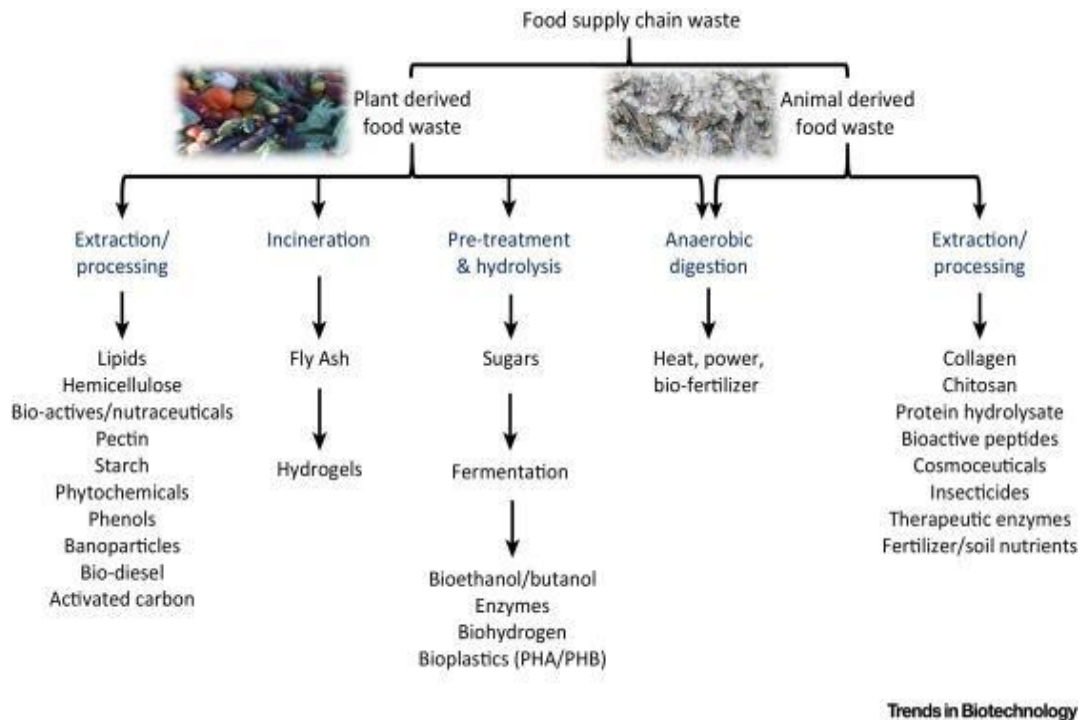 Food supply chain waste
Plant derived
food waste
Animal derived
food waste
Extraction/
processing
Incineration
Pre-treatment
& hydrolysis
Anaerobic
digestion
Extraction/
processing
Lipids
Hemicellulose
Bio-actives/nutraceuticals
Pectin
Starch
Phytochemicals
Phenols
Banoparticles
Bio-diesel
Activated carbon
Fly Ash
Hydrogels
Sugars
Fermentation
Bioethanol/butanol
Enzymes
Biohydrogen
Bioplastics (PHA/PHB)
Heat, power,
bio-fertilizer
Collagen
Chitosan
Protein hydrolysate
Bioactive peptides
Cosmoceuticals
Insecticides
Therapeutic enzymes
Fertilizer/soil nutrients
Trends in Biotechnology